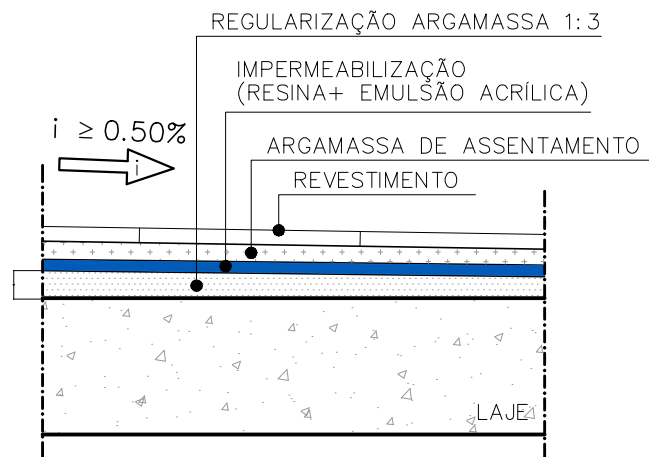 REGULARIZAÇÃO ARGAMASSA 1:3
IMPERMEABILIZAÇÃO
(RESINA+ EMULSÃO ACRÍLICA)
i ≥ 0.50%
ARGAMASSA DE ASSENTAMENTO
i
REVESTIMENTO
LAJE